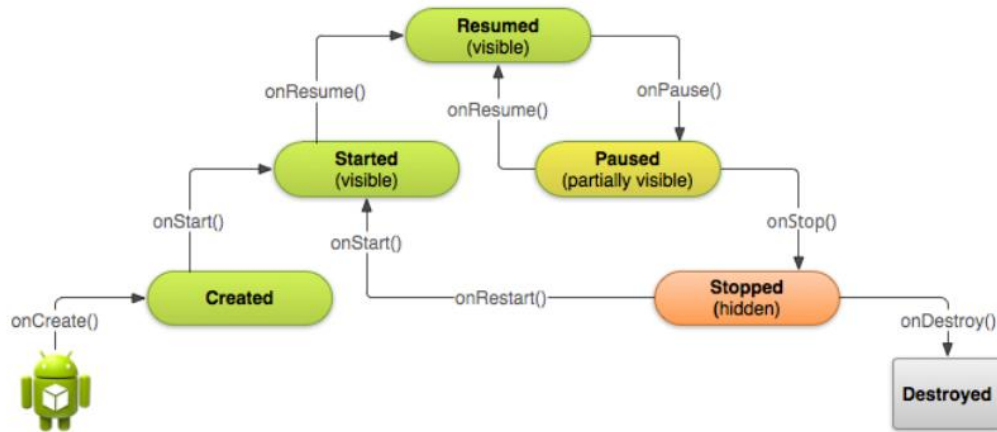 Resumed
(visible)
onResume()
onResume()
onPause()
Started
(visible)
Paused
(partially visible)
onStart()
onStart()
onStop()
Created
onRestart()
Stopped
(hidden)
onCreate()
onDestroy()
Destroyed